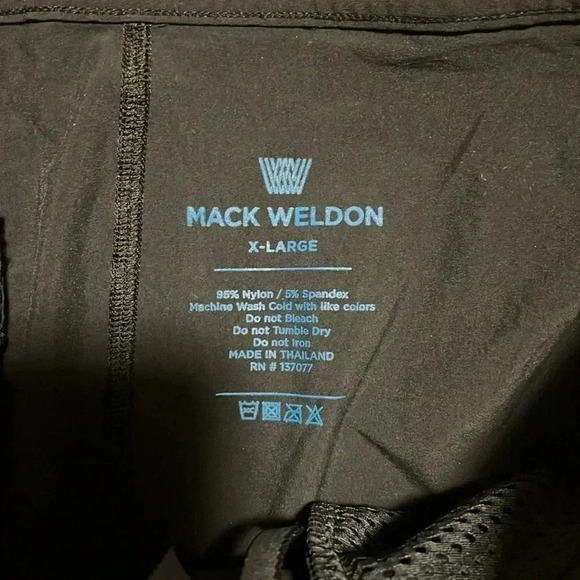 MACK WELDON
X-LARGE
95% Nylon / 5% Spandex
Machine Wash Cold with like colors
Do not Bleach
Do not Tumble Dry
Do not Iron
MADE IN THAILAND
RN # 137077